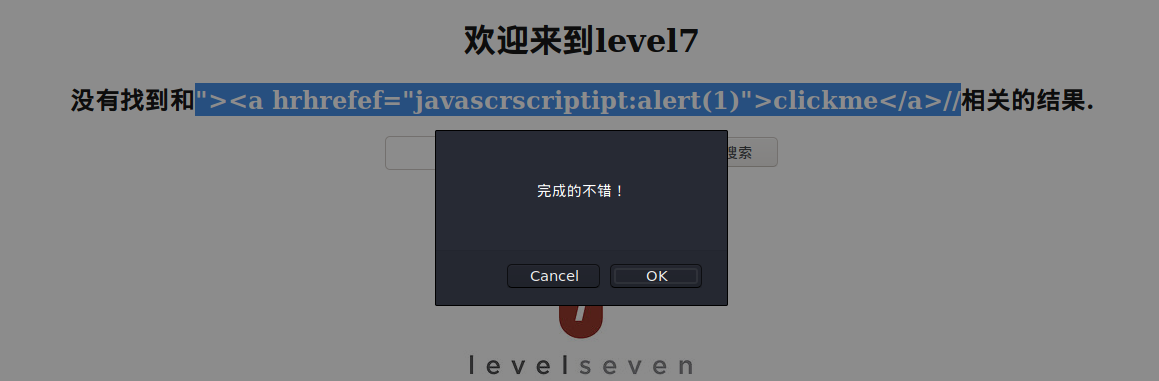 欢迎来到level7
没有找到和"><a hrhrefef="javascrscriptipt:alert(1)">clickme</a>//相关的结果.
搜索
完成的不错！
Cancel
OK
levelseven